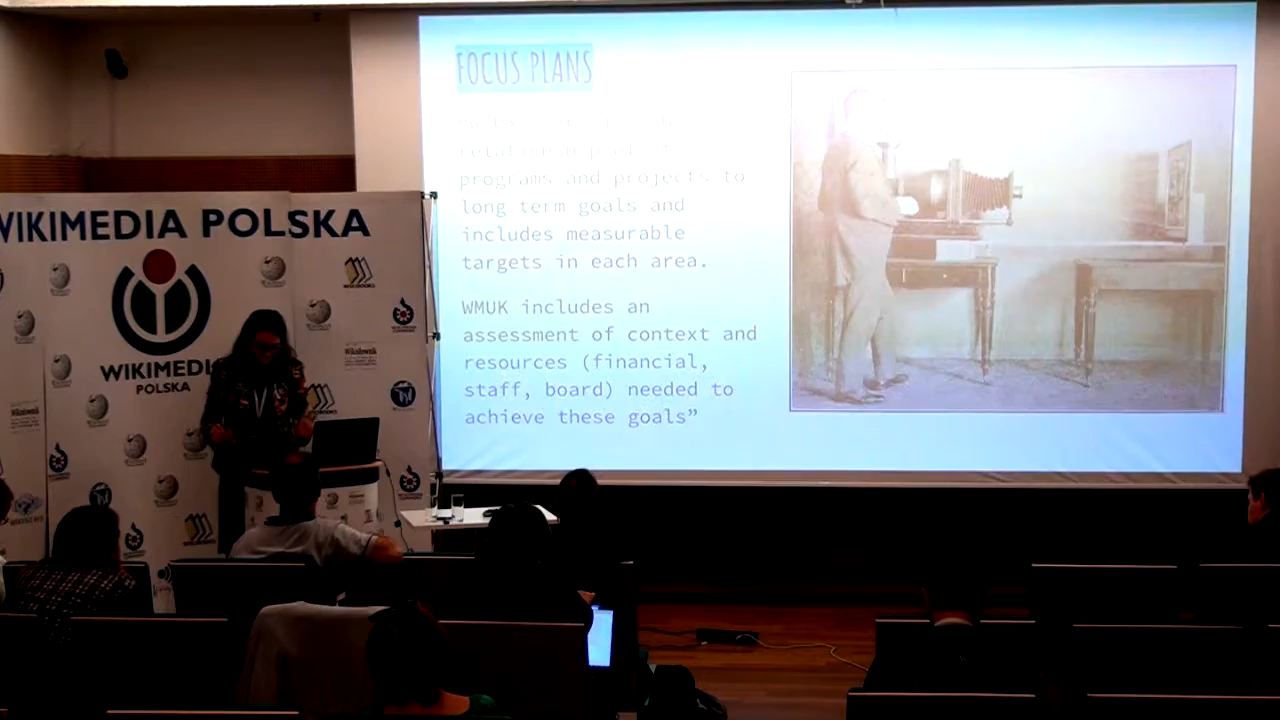 FOCUS PLANS
programs and projects to
long term goals and
includes measurable
targets in each area.
WMUK includes an
assessment of context and
resources (financial,
staff, board) needed to
achieve these goals”
WIKIMEDIA POLSKA
WIKIMEDI
POLSKA